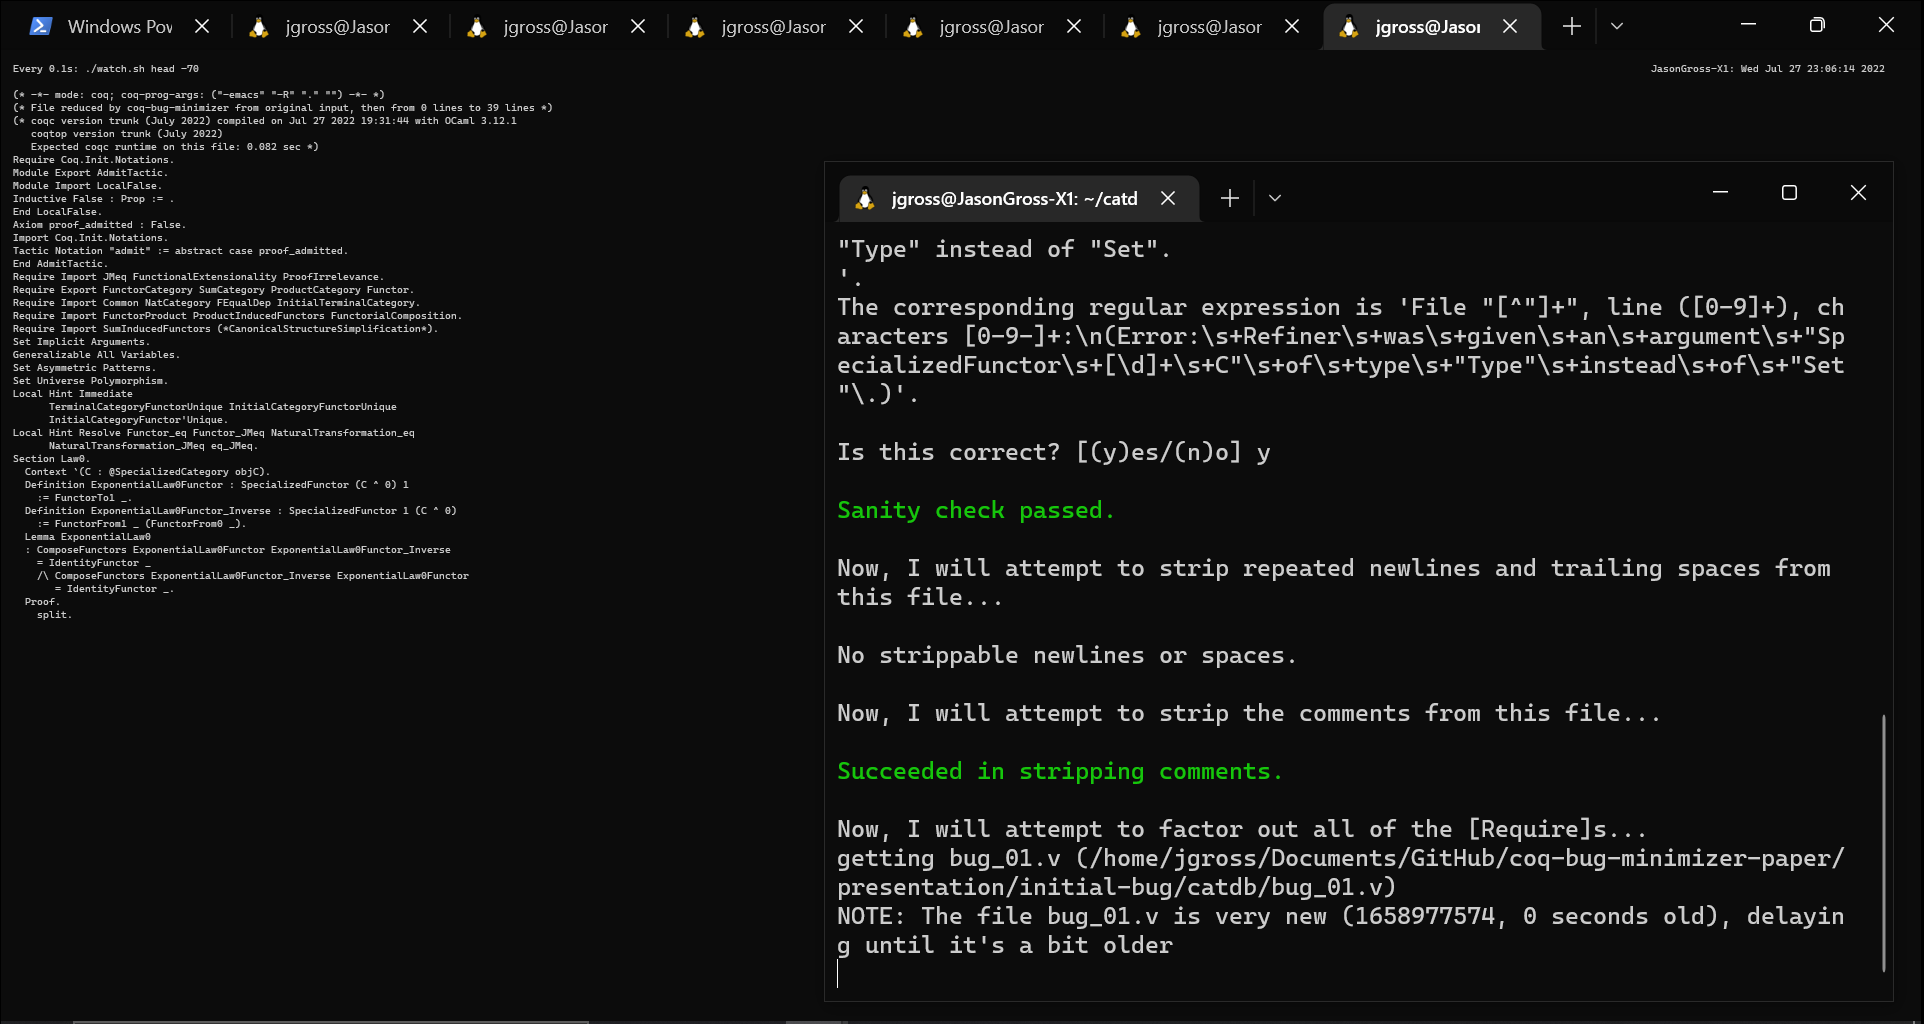 Windows Pow
jgross@Jasor
jgross@Jasor
jgross@Jasor
jgross@Jasor
jgross@Jasor
jgross@Jasor
Every 0.1s: ./watch.sh head -70
JasonGross-X1: Wed Jul 27 23:06:14 2022
(* -*- mode: coq; coq-prog-args: ("-emacs" "-R" "." "") -*- *)
(* File reduced by coq-bug-minimizer from original input, then from 0 lines to 39 lines *)
(* coqc version trunk (July 2022) compiled on Jul 27 2022 19:31:44 with OCaml 3.12.1
   coqtop version trunk (July 2022)
   Expected coqc runtime on this file: 0.082 sec *)
Require Coq.Init.Notations.
Module Export AdmitTactic.
Module Import LocalFalse.
Inductive False : Prop := .
End LocalFalse.
Axiom proof_admitted : False.
Import Coq.Init.Notations.
Tactic Notation "admit" := abstract case proof_admitted.
End AdmitTactic.
Require Import JMeq FunctionalExtensionality ProofIrrelevance.
Require Export FunctorCategory SumCategory ProductCategory Functor.
Require Import Common NatCategory FEqualDep InitialTerminalCategory.
Require Import FunctorProduct ProductInducedFunctors FunctorialComposition.
Require Import SumInducedFunctors (*CanonicalStructureSimplification*).
Set Implicit Arguments.
Generalizable All Variables.
Set Asymmetric Patterns.
Set Universe Polymorphism.
Local Hint Immediate
      TerminalCategoryFunctorUnique InitialCategoryFunctorUnique
      InitialCategoryFunctor'Unique.
Local Hint Resolve Functor_eq Functor_JMeq NaturalTransformation_eq
      NaturalTransformation_JMeq eq_JMeq.
Section Law0.
  Context `(C : @SpecializedCategory objC).
  Definition ExponentialLaw0Functor : SpecializedFunctor (C ^ 0) 1
    := FunctorTo1 _.
  Definition ExponentialLaw0Functor_Inverse : SpecializedFunctor 1 (C ^ 0)
    := FunctorFrom1 _ (FunctorFrom0 _).
  Lemma ExponentialLaw0
  : ComposeFunctors ExponentialLaw0Functor ExponentialLaw0Functor_Inverse
    = IdentityFunctor _
    /\ ComposeFunctors ExponentialLaw0Functor_Inverse ExponentialLaw0Functor
       = IdentityFunctor _.
  Proof.
    split.
jgross@JasonGross-X1: ~/catd
"Type" instead of "Set".
'.
The corresponding regular expression is 'File "[^"]+", line ([0-9]+), ch
aracters [0-9-]+:\n(Error:\s+Refiner\s+was\s+given\s+an\s+argument\s+"Sp
ecializedFunctor\s+[\d]+\s+C"\s+of\s+type\s+"Type"\s+instead\s+of\s+"Set
"\.)'.
Is this correct? [(y)es/(n)o] y
Sanity check passed.
Now, I will attempt to strip repeated newlines and trailing spaces from
this file...
No strippable newlines or spaces.
Now, I will attempt to strip the comments from this file...
Succeeded in stripping comments.
Now, I will attempt to factor out all of the [Require]s...
getting bug_01.v (/home/jgross/Documents/GitHub/coq-bug-minimizer-paper/
presentation/initial-bug/catdb/bug_01.v)
NOTE: The file bug_01.v is very new (1658977574, 0 seconds old), delayin
g until it's a bit older